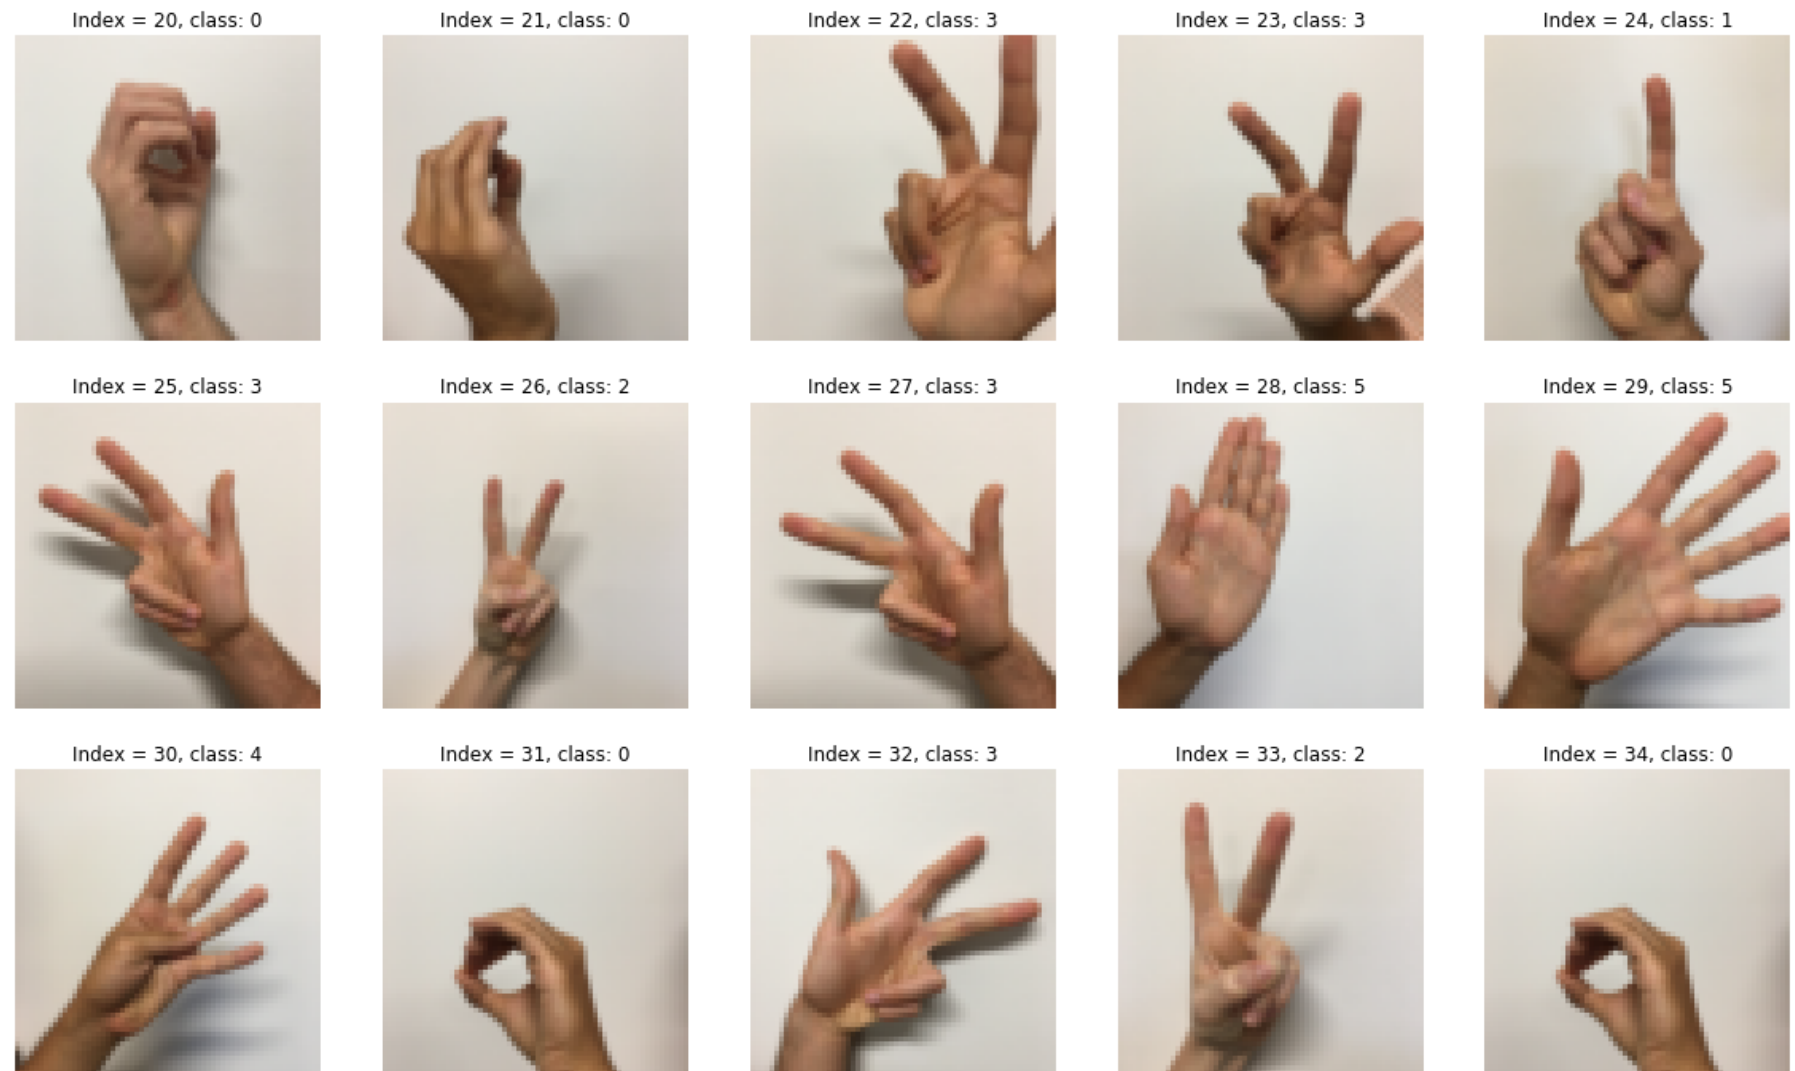 Index = 20, class: 0
Index = 21, class: 0
Index = 22, class: 3
Index = 23, class: 3
Index = 24, class: 1
Index = 25, class: 3
Index = 26, class: 2
Index = 27, class: 3
Index = 28, class: 5
Index = 29, class: 5
Index = 30, class: 4
Index = 31, class: 0
Index = 32, class: 3
Index = 33, class: 2
Index = 34, class: 0